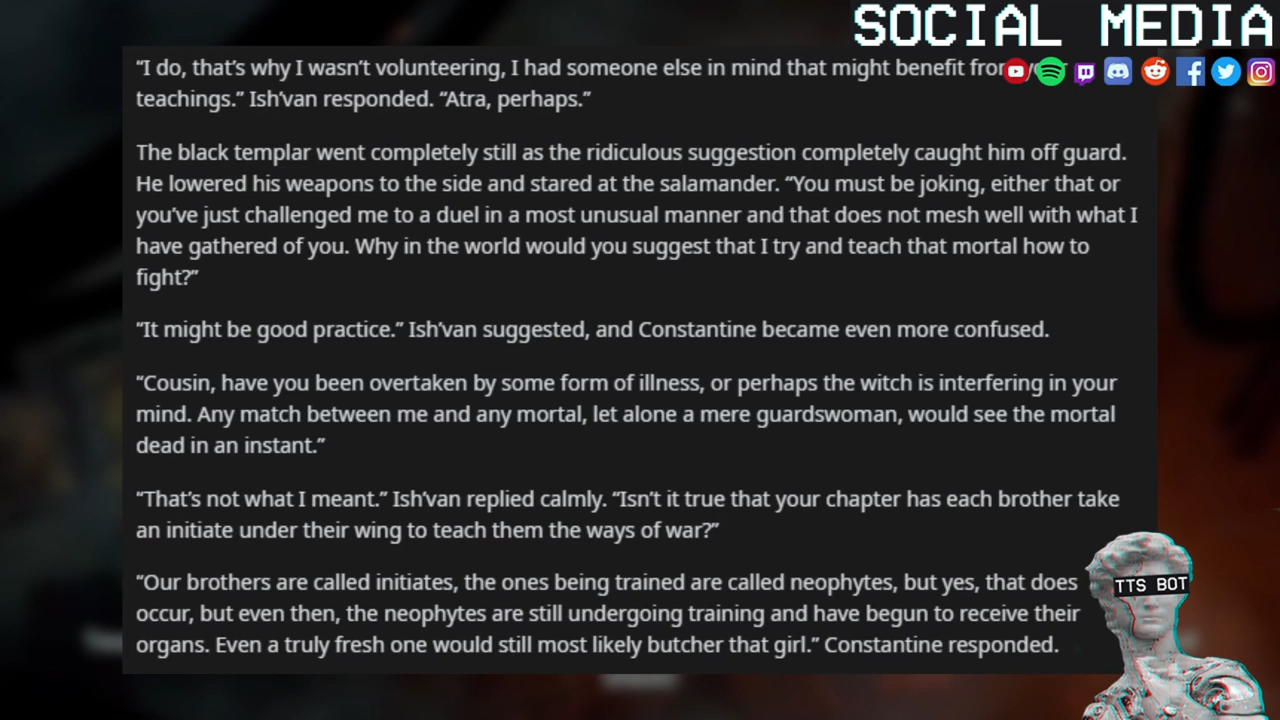 SOCIAL MEDIA
“I do, that’s why I wasn’t volunteering, I had someone else in mind that might benefit from
teachings.” Ish’van responded. “Atra, perhaps.”
The black templar went completely still as the ridiculous suggestion completely caught him off guard.
He lowered his weapons to the side and stared at the salamander. “You must be joking, either that or
you’ve just challenged me to a duel in a most unusual manner and that does not mesh well with what I
have gathered of you. Why in the world would you suggest that I try and teach that mortal how to
fight?”
“It might be good practice.” Ish’van suggested, and Constantine became even more confused.
“Cousin, have you been overtaken by some form of illness, or perhaps the witch is interfering in your
mind. Any match between me and any mortal, let alone a mere guardswoman, would see the mortal
dead in an instant.”
“That’s not what I meant.” Ish’van replied calmly. “Isn’t it true that your chapter has each brother take
an initiate under their wing to teach them the ways of war?”
“Our brothers are called initiates, the ones being trained are called neophytes, but yes, that does
occur, but even then, the neophytes are still undergoing training and have begun to receive their
organs. Even a truly fresh one would still most likely butcher that girl.” Constantine responded.
TTS BOT